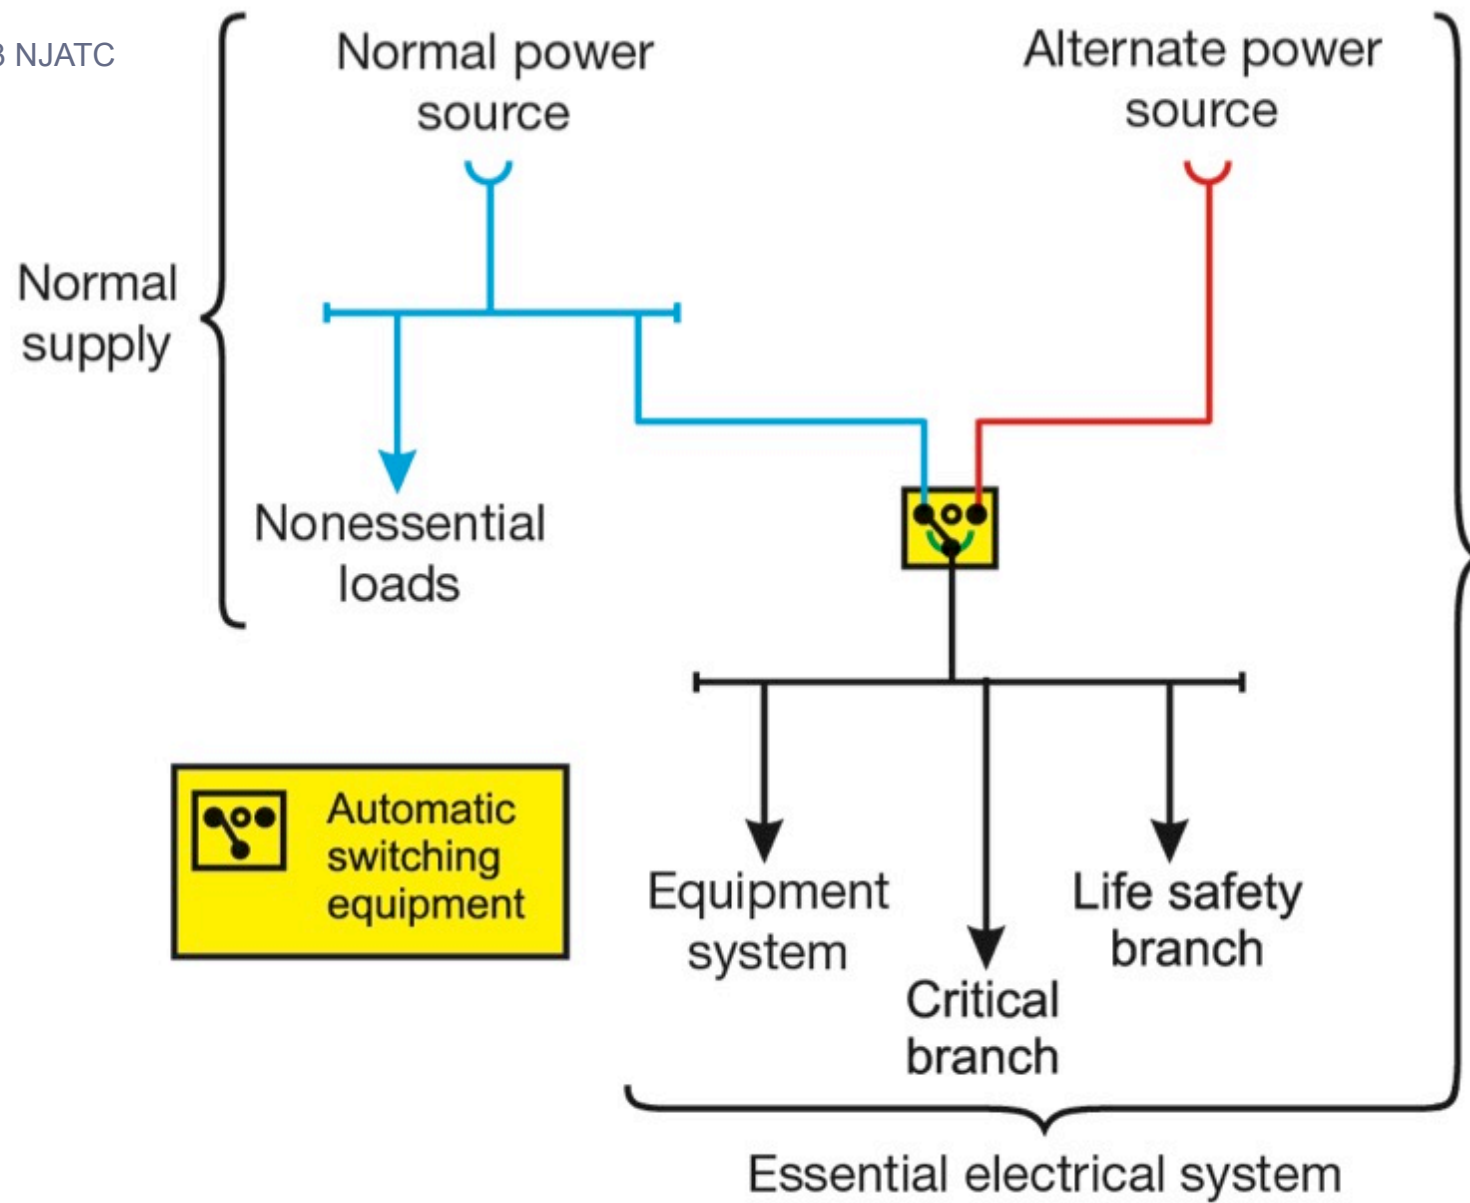 3 NJATC
Normal power
source
Alternate power
source
Normal
supply
Nonessential
loads
Automatic
switching
equipment
Equipment
system
Critical
branch
Life safety
branch
Essential electrical system